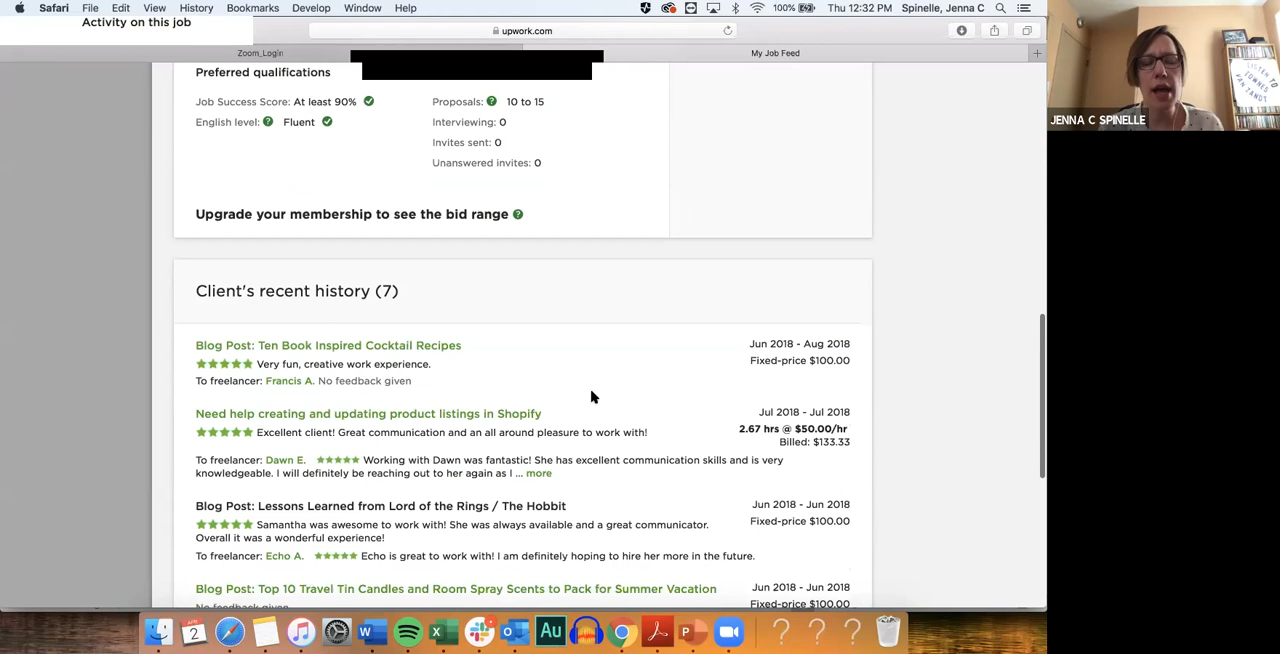 Safari File Edit View History Bookmarks Develop Window Help
100% Thu 12:32 PM Spinelle, Jenna C
Activity on this job
upwork.com
Zoom_Login
My Job Feed
Preferred qualifications
Job Success Score: At least 90%
English level: ? Fluent
Proposals: ? 10 to 15
Interviewing: 0
Invites sent: 0
Unanswered invites: 0
Upgrade your membership to see the bid range ?
Client's recent history (7)
Blog Post: Ten Book Inspired Cocktail Recipes
Jun 2018 - Aug 2018
Very fun, creative work experience.
Fixed-price $100.00
To freelancer: Francis A. No feedback given
Need help creating and updating product listings in Shopify
Jul 2018 - Jul 2018
Excellent client! Great communication and an all around pleasure to work with!
2.67 hrs @ $50.00/hr
Billed: $133.33
To freelancer: Dawn E. Working with Dawn was fantastic! She has excellent communication skills and is very
knowledgeable. I will definitely be reaching out to her again as I ... more
Blog Post: Lessons Learned from Lord of the Rings / The Hobbit
Jun 2018 - Jun 2018
Samantha was awesome to work with! She was always available and a great communicator.
Fixed-price $100.00
Overall it was a wonderful experience!
To freelancer: Echo A. Echo is great to work with! I am definitely hoping to hire her more in the future.
Blog Post: Top 10 Travel Tin Candles and Room Spray Scents to Pack for Summer Vacation
Jun 2018 - Jun 2018
No feedback given
Fixed-price $100.00
APR
2
W
X
Au
P
? ? ?
LISTEN TO
TOWNES
VAN ZANDT
JENNA C SPINELLE